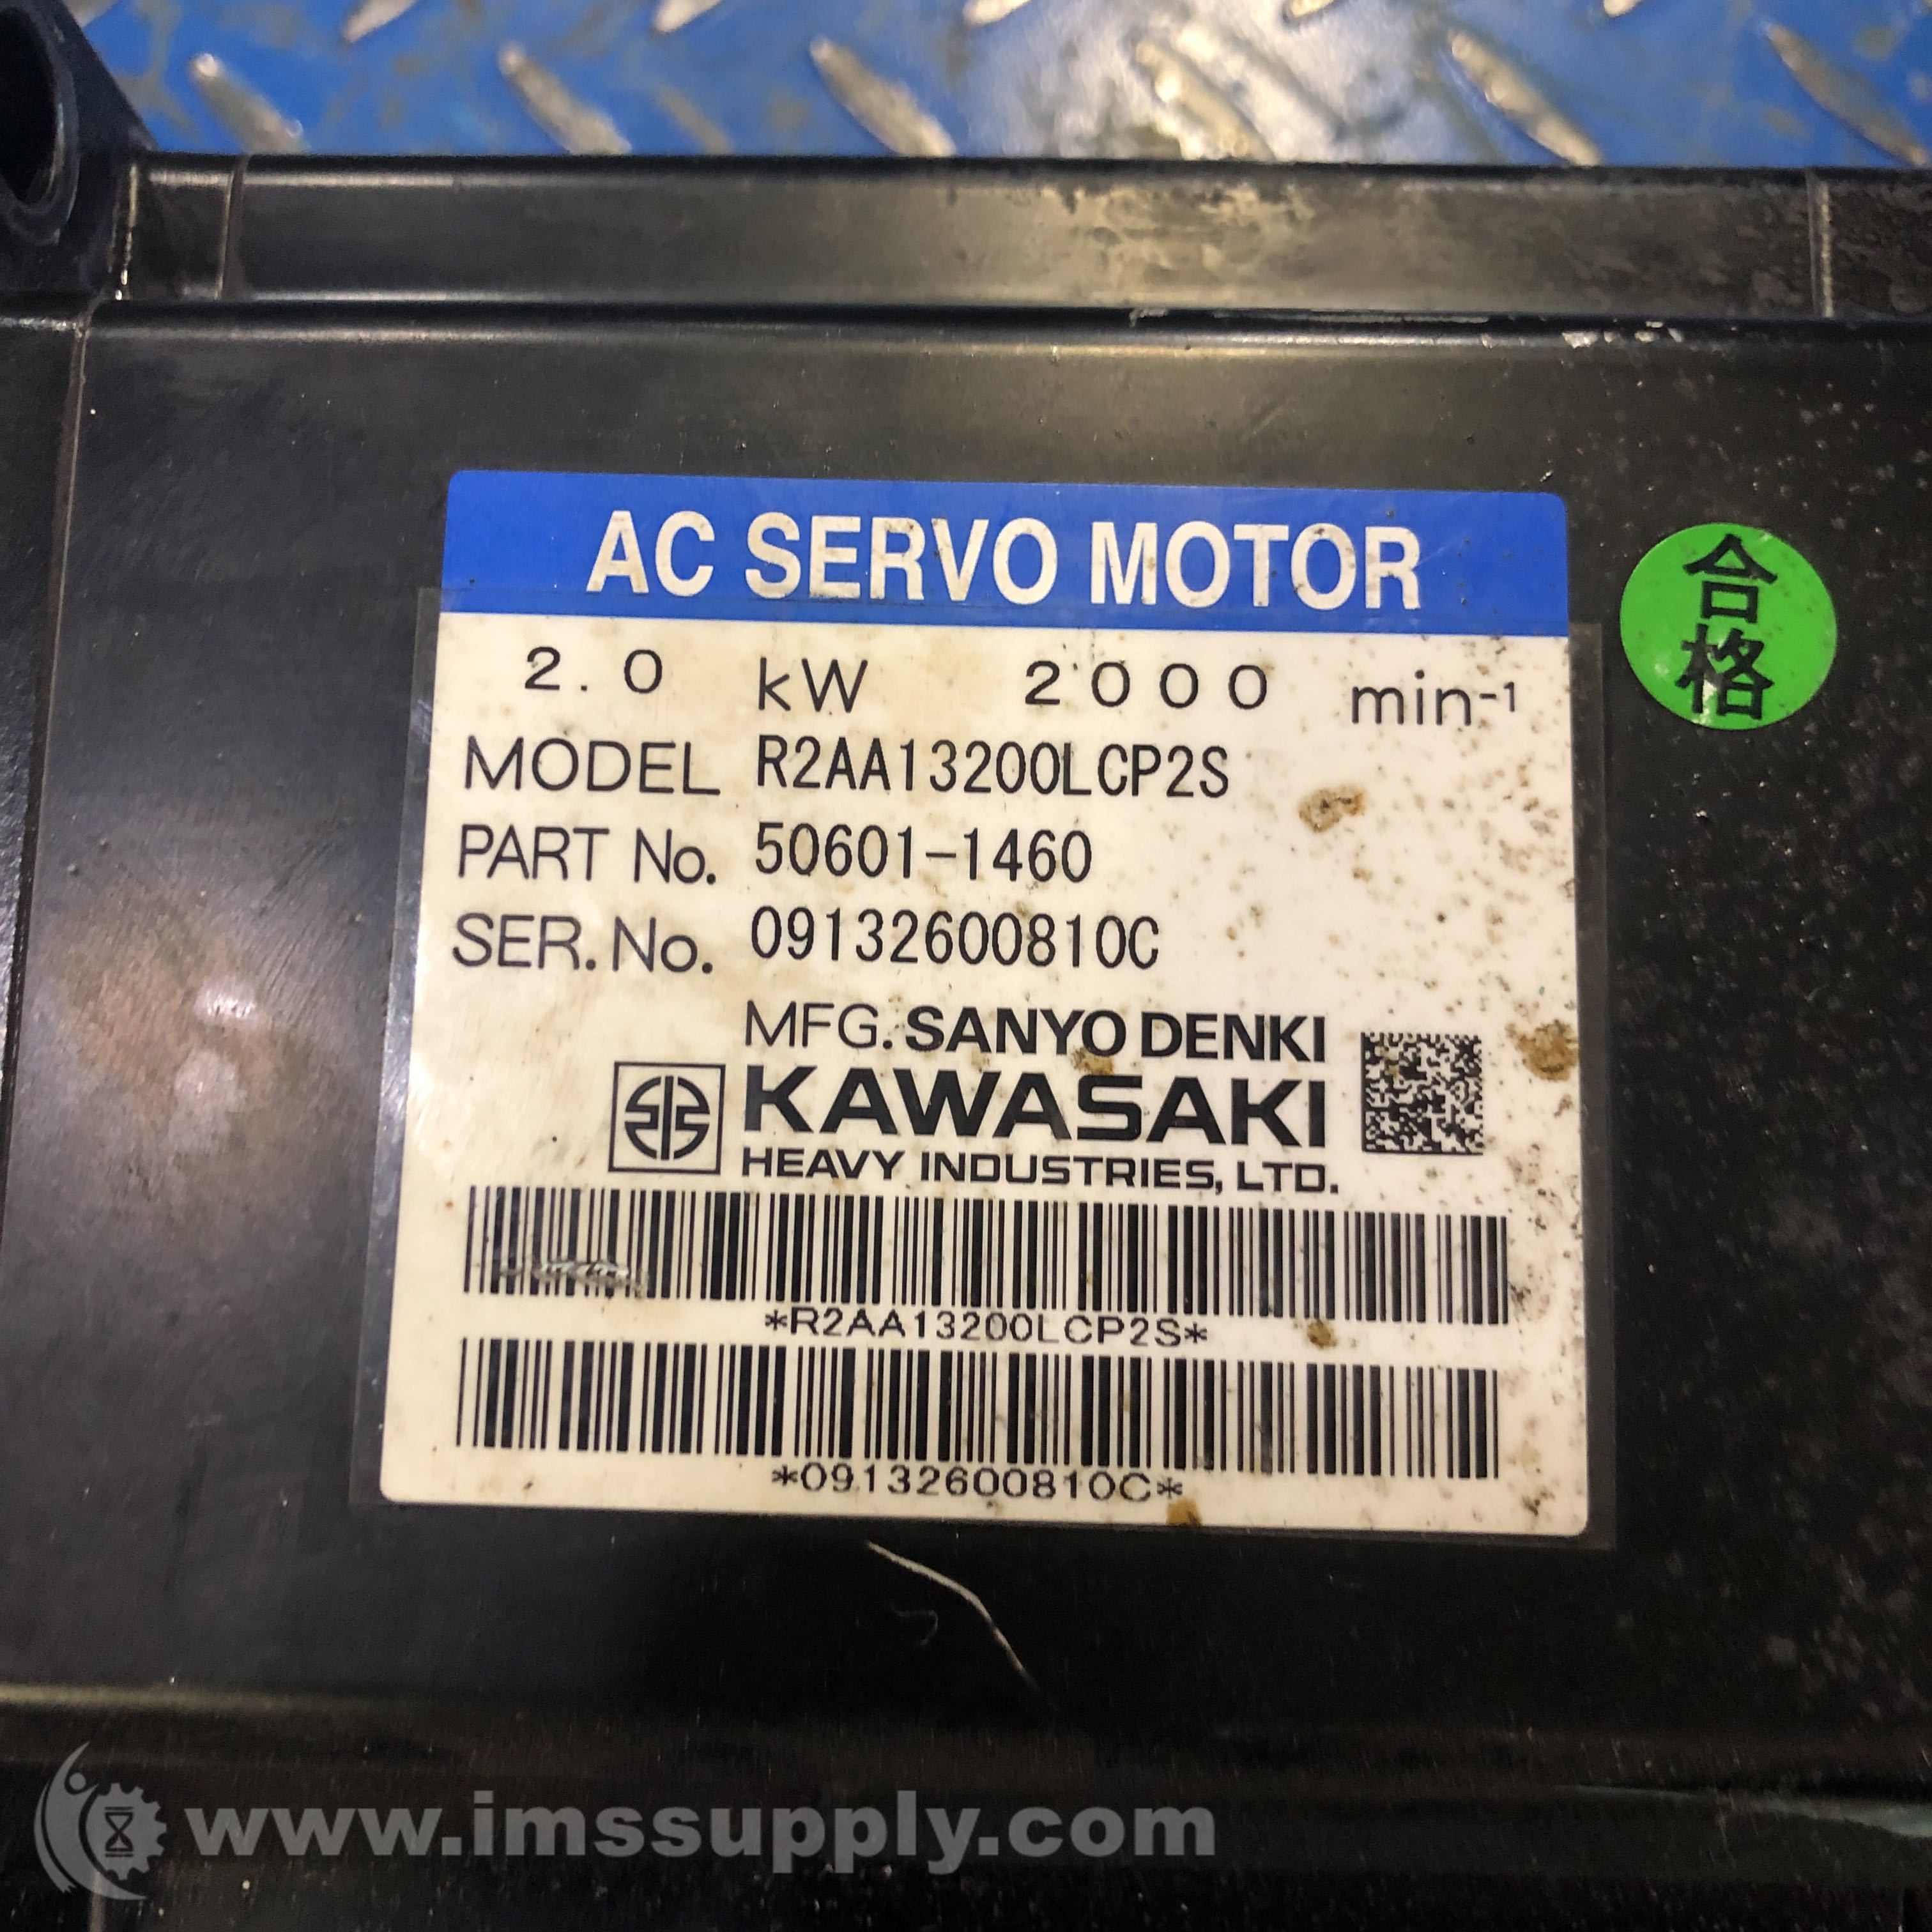 AC SERVO MOTOR
2.0 kW 2000 min-1
MODEL R2AA13200LCP2S
PART No. 50601-1460
SER.No. 09132600810C
MFG. SANYO DENKI
KAWASAKI
HEAVY INDUSTRIES, LTD.
*R2AA13200LCP2S*
*09132600810C*
合
格
www.imssupply.com